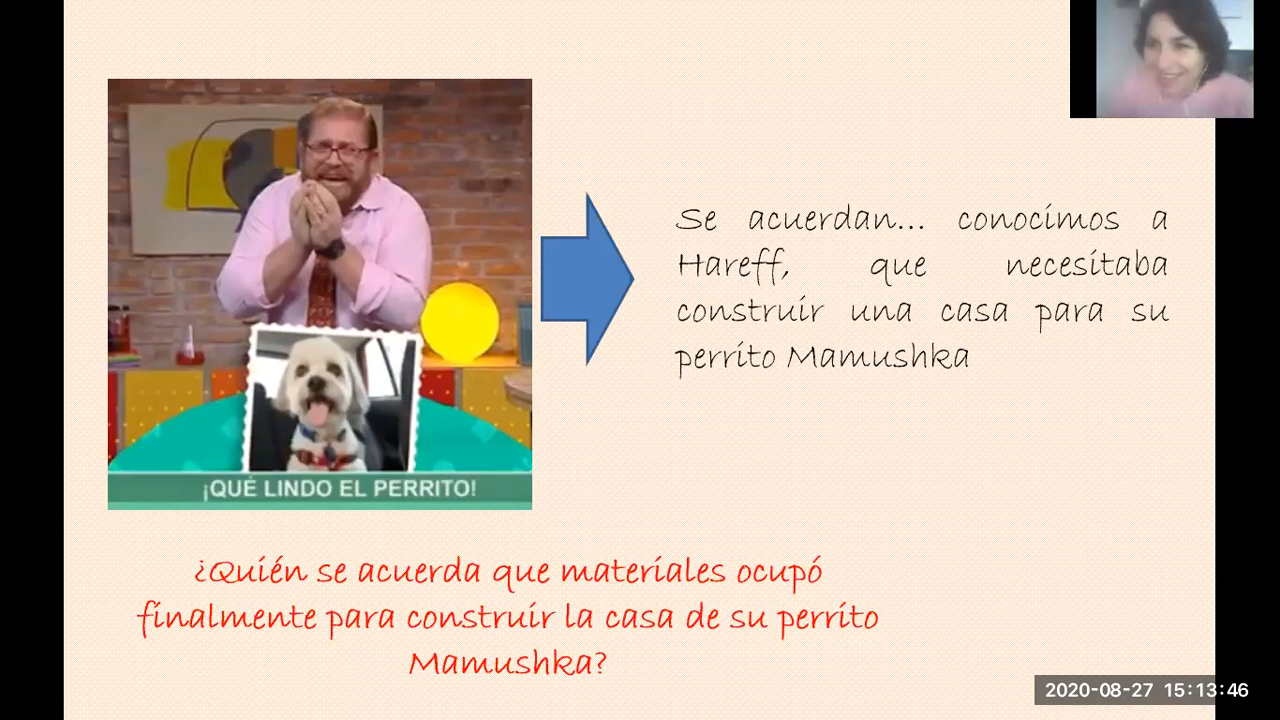 Se acuerdan... conocimos a
Hareff, que necesitaba
construir una casa para su
perrito Mamushka
¡QUÉ LINDO EL PERRITO!
¿Quién se acuerda que materiales ocupó
finalmente para construir la casa de su perrito
Mamushka?
2020-08-27 15:13:46